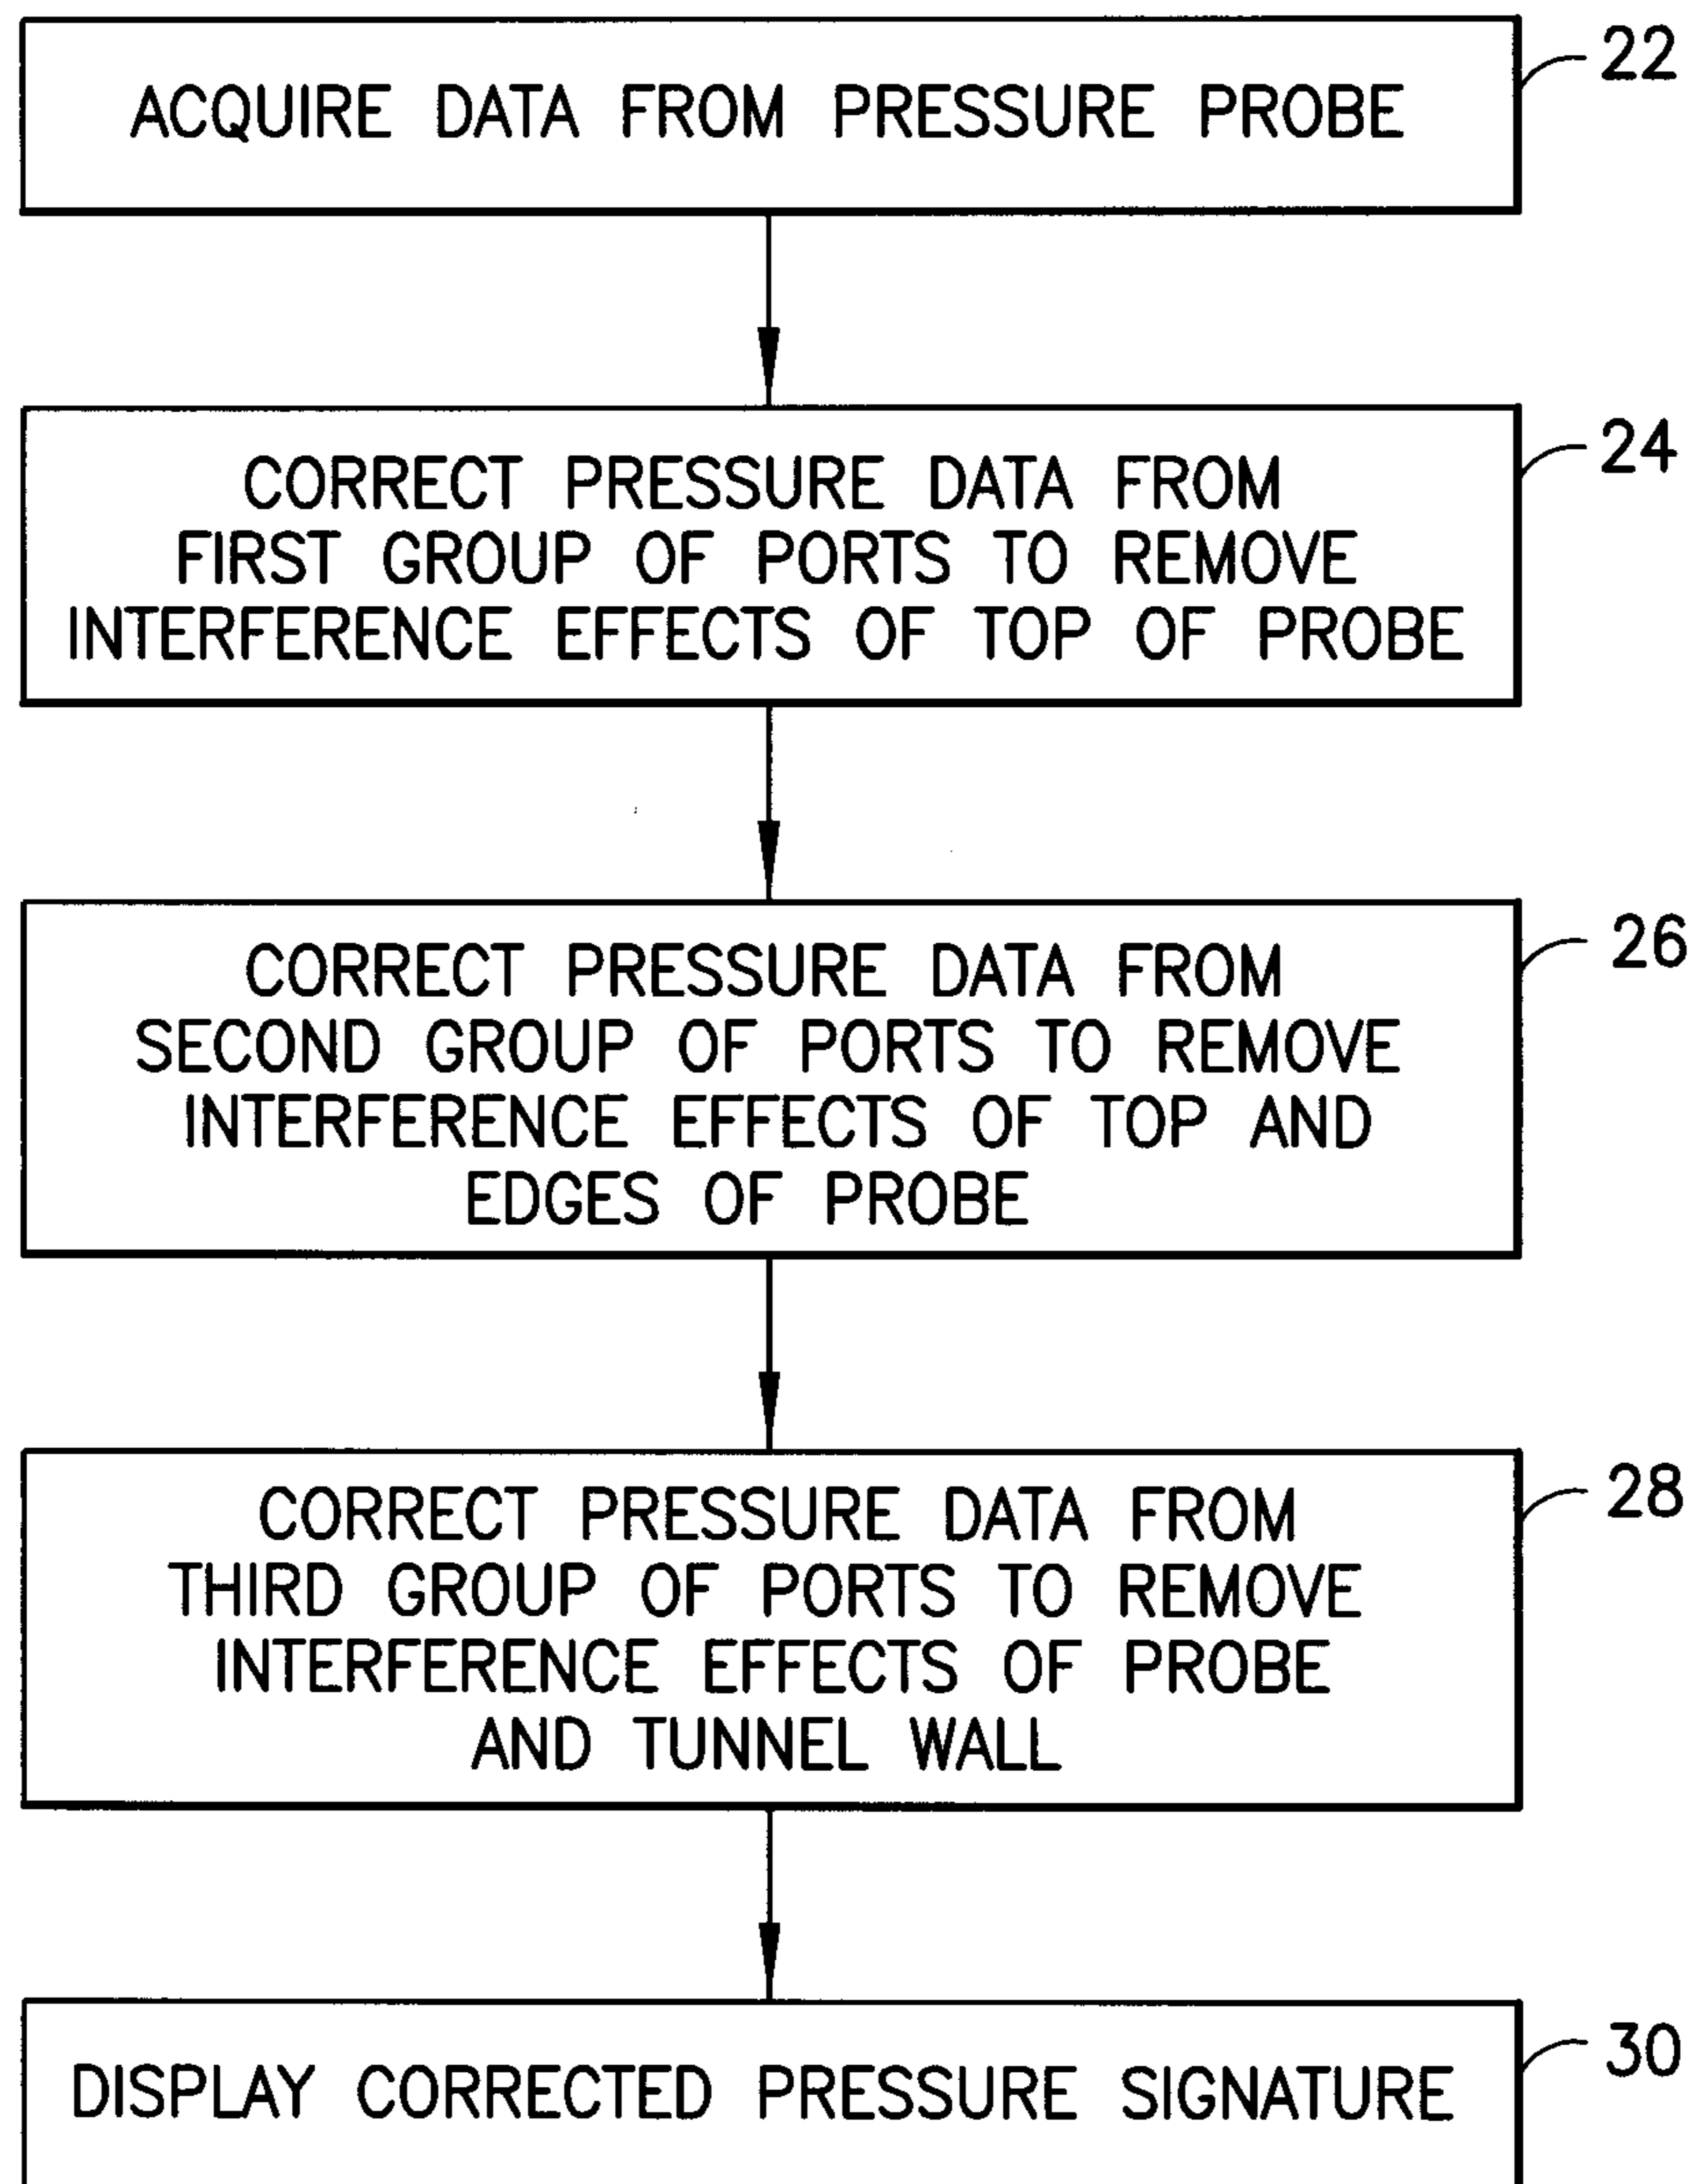 ACQUIRE DATA FROM PRESSURE PROBE
22
CORRECT PRESSURE DATA FROM
FIRST GROUP OF PORTS TO REMOVE
INTERFERENCE EFFECTS OF TOP OF PROBE
24
CORRECT PRESSURE DATA FROM
SECOND GROUP OF PORTS TO REMOVE
INTERFERENCE EFFECTS OF TOP AND
EDGES OF PROBE
26
CORRECT PRESSURE DATA FROM
THIRD GROUP OF PORTS TO REMOVE
INTERFERENCE EFFECTS OF PROBE
AND TUNNEL WALL
28
DISPLAY CORRECTED PRESSURE SIGNATURE
30